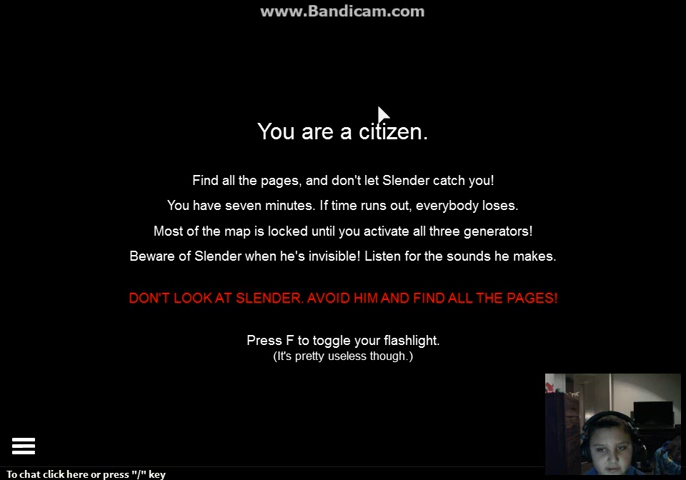 www.Bandicam.com
You are a citizen.
Find all the pages, and don't let Slender catch you!
You have seven minutes. If time runs out, everybody loses.
Most of the map is locked until you activate all three generators!
Beware of Slender when he's invisible! Listen for the sounds he makes.
DON'T LOOK AT SLENDER. AVOID HIM AND FIND ALL THE PAGES!
Press F to toggle your flashlight.
(It's pretty useless though.)
To chat click here or press "/" key